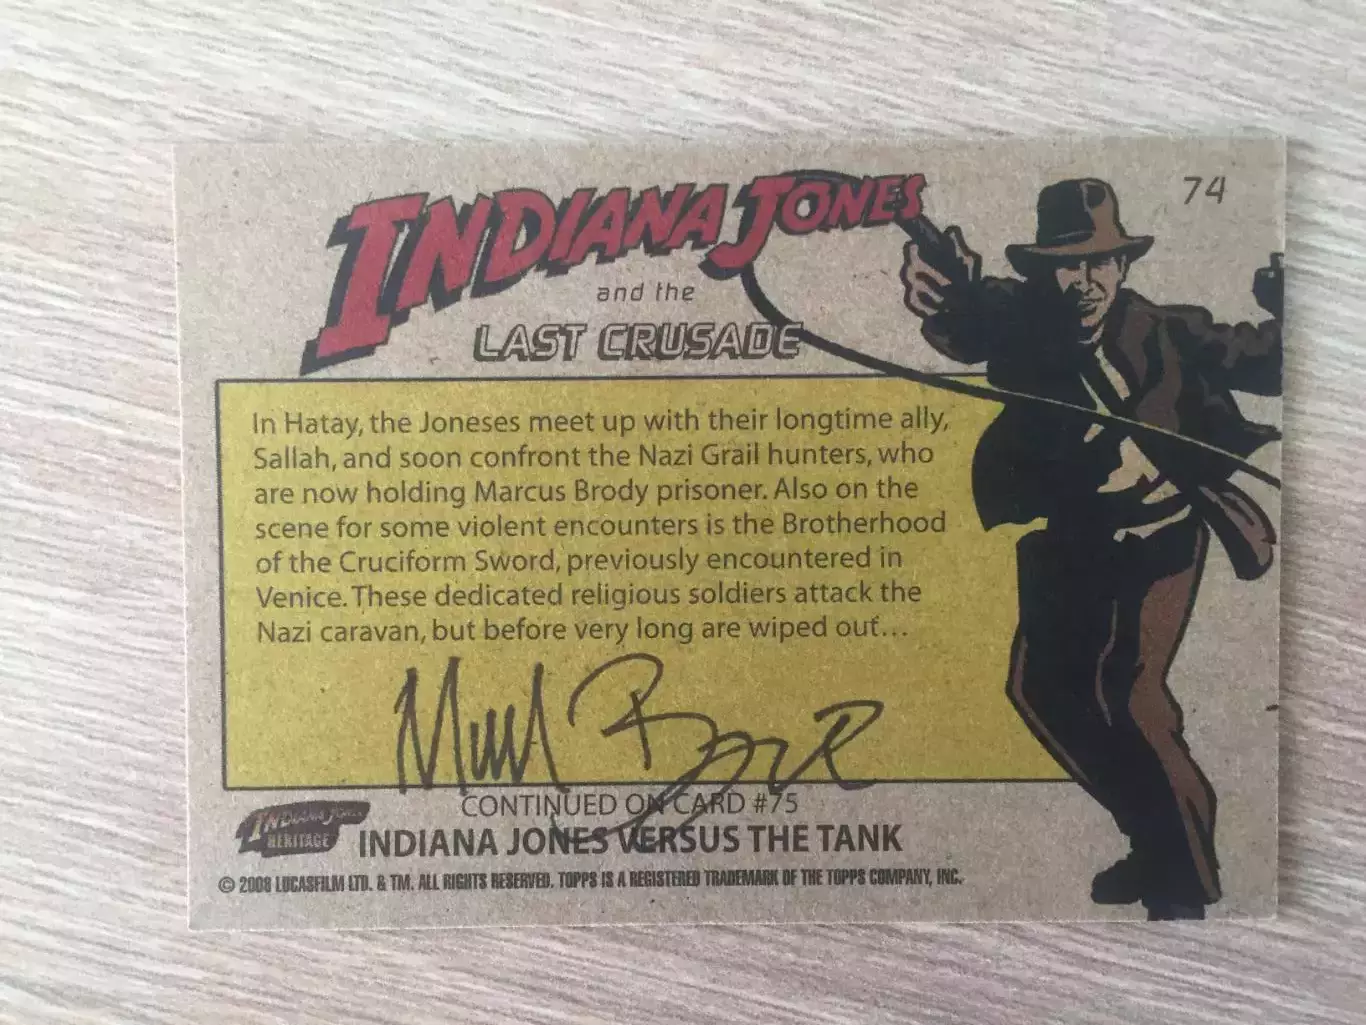 74
INDIANA JONES
and the
LAST CRUSADE
In Hatay, the Joneses meet up with their longtime ally,
Sallah, and soon confront the Nazi Grail hunters, who
are now holding Marcus Brody prisoner. Also on the
scene for some violent encounters is the Brotherhood
of the Cruciform Sword, previously encountered in
Venice. These dedicated religious soldiers attack the
Nazi caravan, but before very long are wiped out...
CONTINUED ON CARD #75
INDIANA JONES VERSUS THE TANK
INDIANA JONES
HERITAGE
© 2008 LUCASFILM LTD. & TM. ALL RIGHTS RESERVED. TOPPS IS A REGISTERED TRADEMARK OF THE TOPPS COMPANY, INC.